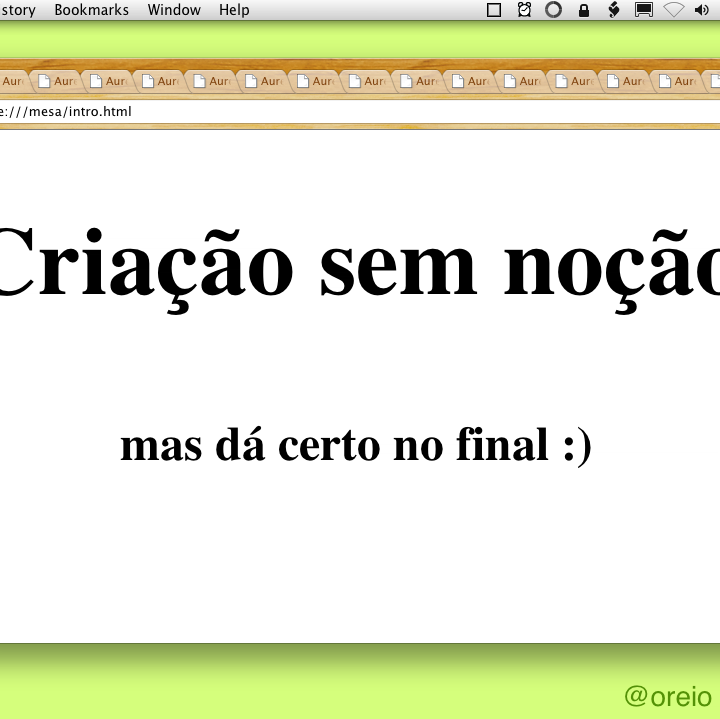 story Bookmarks Window Help
Aur Aur Aur Aur Aur Aur Aur Aur Aur Aur Aur Aur Aur Aur
e:///mesa/intro.html
Criação sem noção
mas dá certo no final :)
@oreio